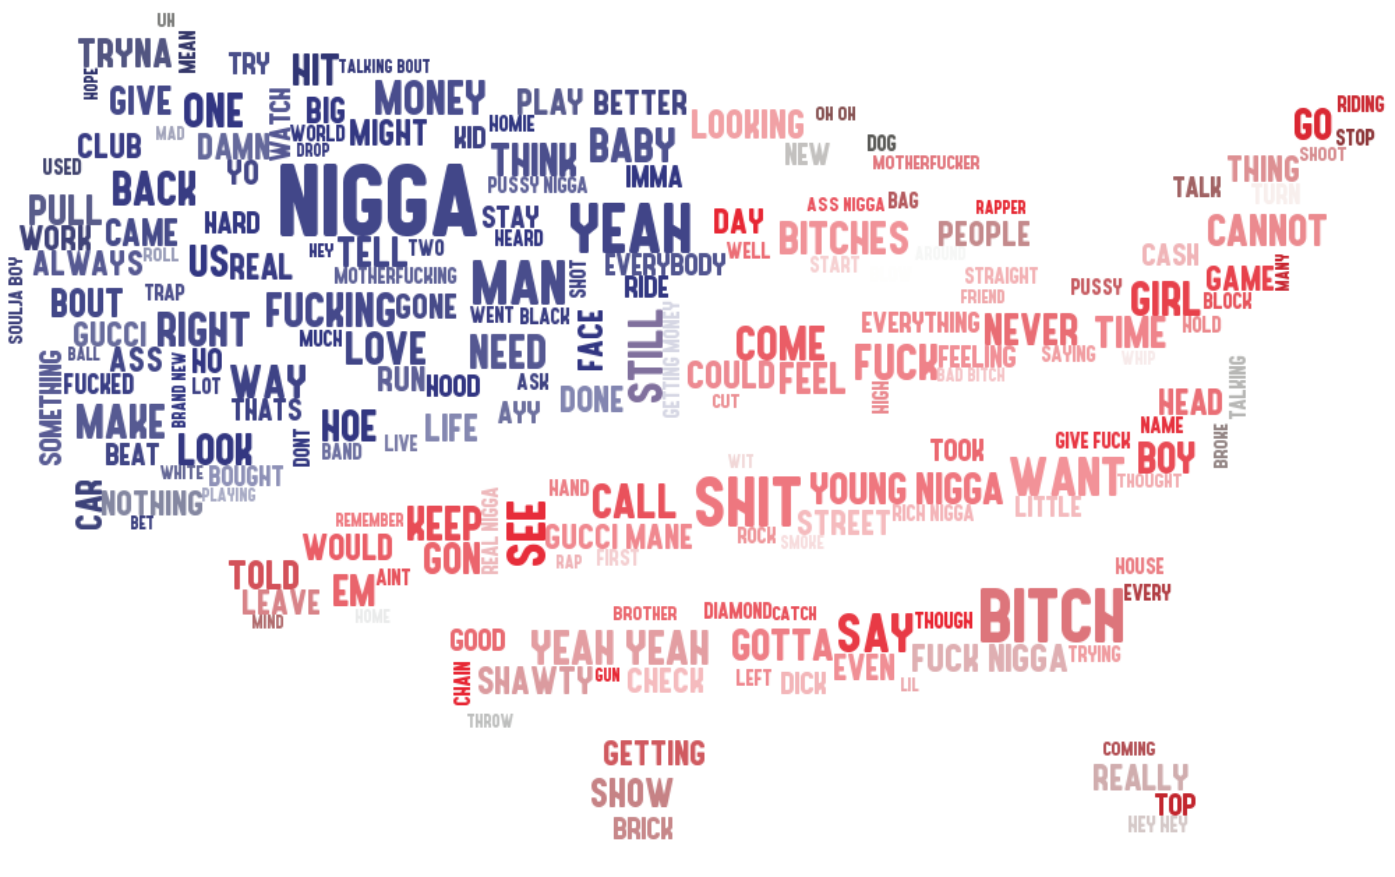 UH
TRYNA
MEAN
TRY
HIT
TALKING BOUT
HOPE
GIVE
ONE
WATCH
BIG
MONEY
PLAY
BETTER
RIDING
GO
STOP
SHOOT
LOOKING
OH OH
MAD
CLUB
DAMN
WORLD
DROP
MIGHT
KID
HOMIE
THINK
BABY
NEW
DOG
MOTHERFUCKER
USED
YO
NIGGA
PUSSY NIGGA
IMMA
THING
TALK
TURN
BACK
PULL
HARD
STAY
HEARD
YEAH
DAY
ASS NIGGA
BAG
RAPPER
BITCHES
PEOPLE
CANNOT
WORK
CAME
ALWAYS
ROLL
US
REAL
HEY
TELL
TWO
MOTHERFUCKING
MAN
SHOT
EVERYBODY
RIDE
WELL
START
AROUND
STRAIGHT
FRIEND
CASH
GAME
MANY
PUSSY
GIRL
BLOCK
HOLD
SOULJA BOY
BOUT
TRAP
FUCKING
GONE
WENT
BLACK
FACE
STILL
GETTING MONEY
GUCCI
RIGHT
MUCH
LOVE
NEED
COME
EVERYTHING
NEVER
TIME
SAYING
WHIP
SOMETHING
BALL
ASS
HO
FUCKED
LOT
BRAND NEW
WAY
THATS
RUN
HOOD
ASK
DONE
COULD
FEEL
FUCK
FEELING
BAD BITCH
HIGH
CUT
TALKING
HEAD
MAKE
BEAT
LOOK
DONT
HOE
BAND
LIVE
LIFE
AYY
NAME
GIVE FUCK
BOY
BROKE
WHITE
BOUGHT
PLAYING
CAR
NOTHING
BET
TOOK
WIT
WANT
THOUGHT
LITTLE
REMEMBER
KEEP
REAL NIGGA
SEE
HAND
CALL
SHIT
YOUNG NIGGA
STREET
RICH NIGGA
ROCK
SMOKE
WOULD
GON
GUCCI MANE
RAP
FIRST
TOLD
LEAVE
MIND
EM
AINT
HOME
HOUSE
EVERY
BITCH
BROTHER
DIAMOND
CATCH
SAY
THOUGH
GOOD
YEAH YEAH
GOTTA
FUCK NIGGA
TRYING
CHAIN
SHAWTY
GUN
CHECK
LEFT
DICK
EVEN
LIL
THROW
GETTING
SHOW
BRICK
COMING
REALLY
TOP
HEY HEY